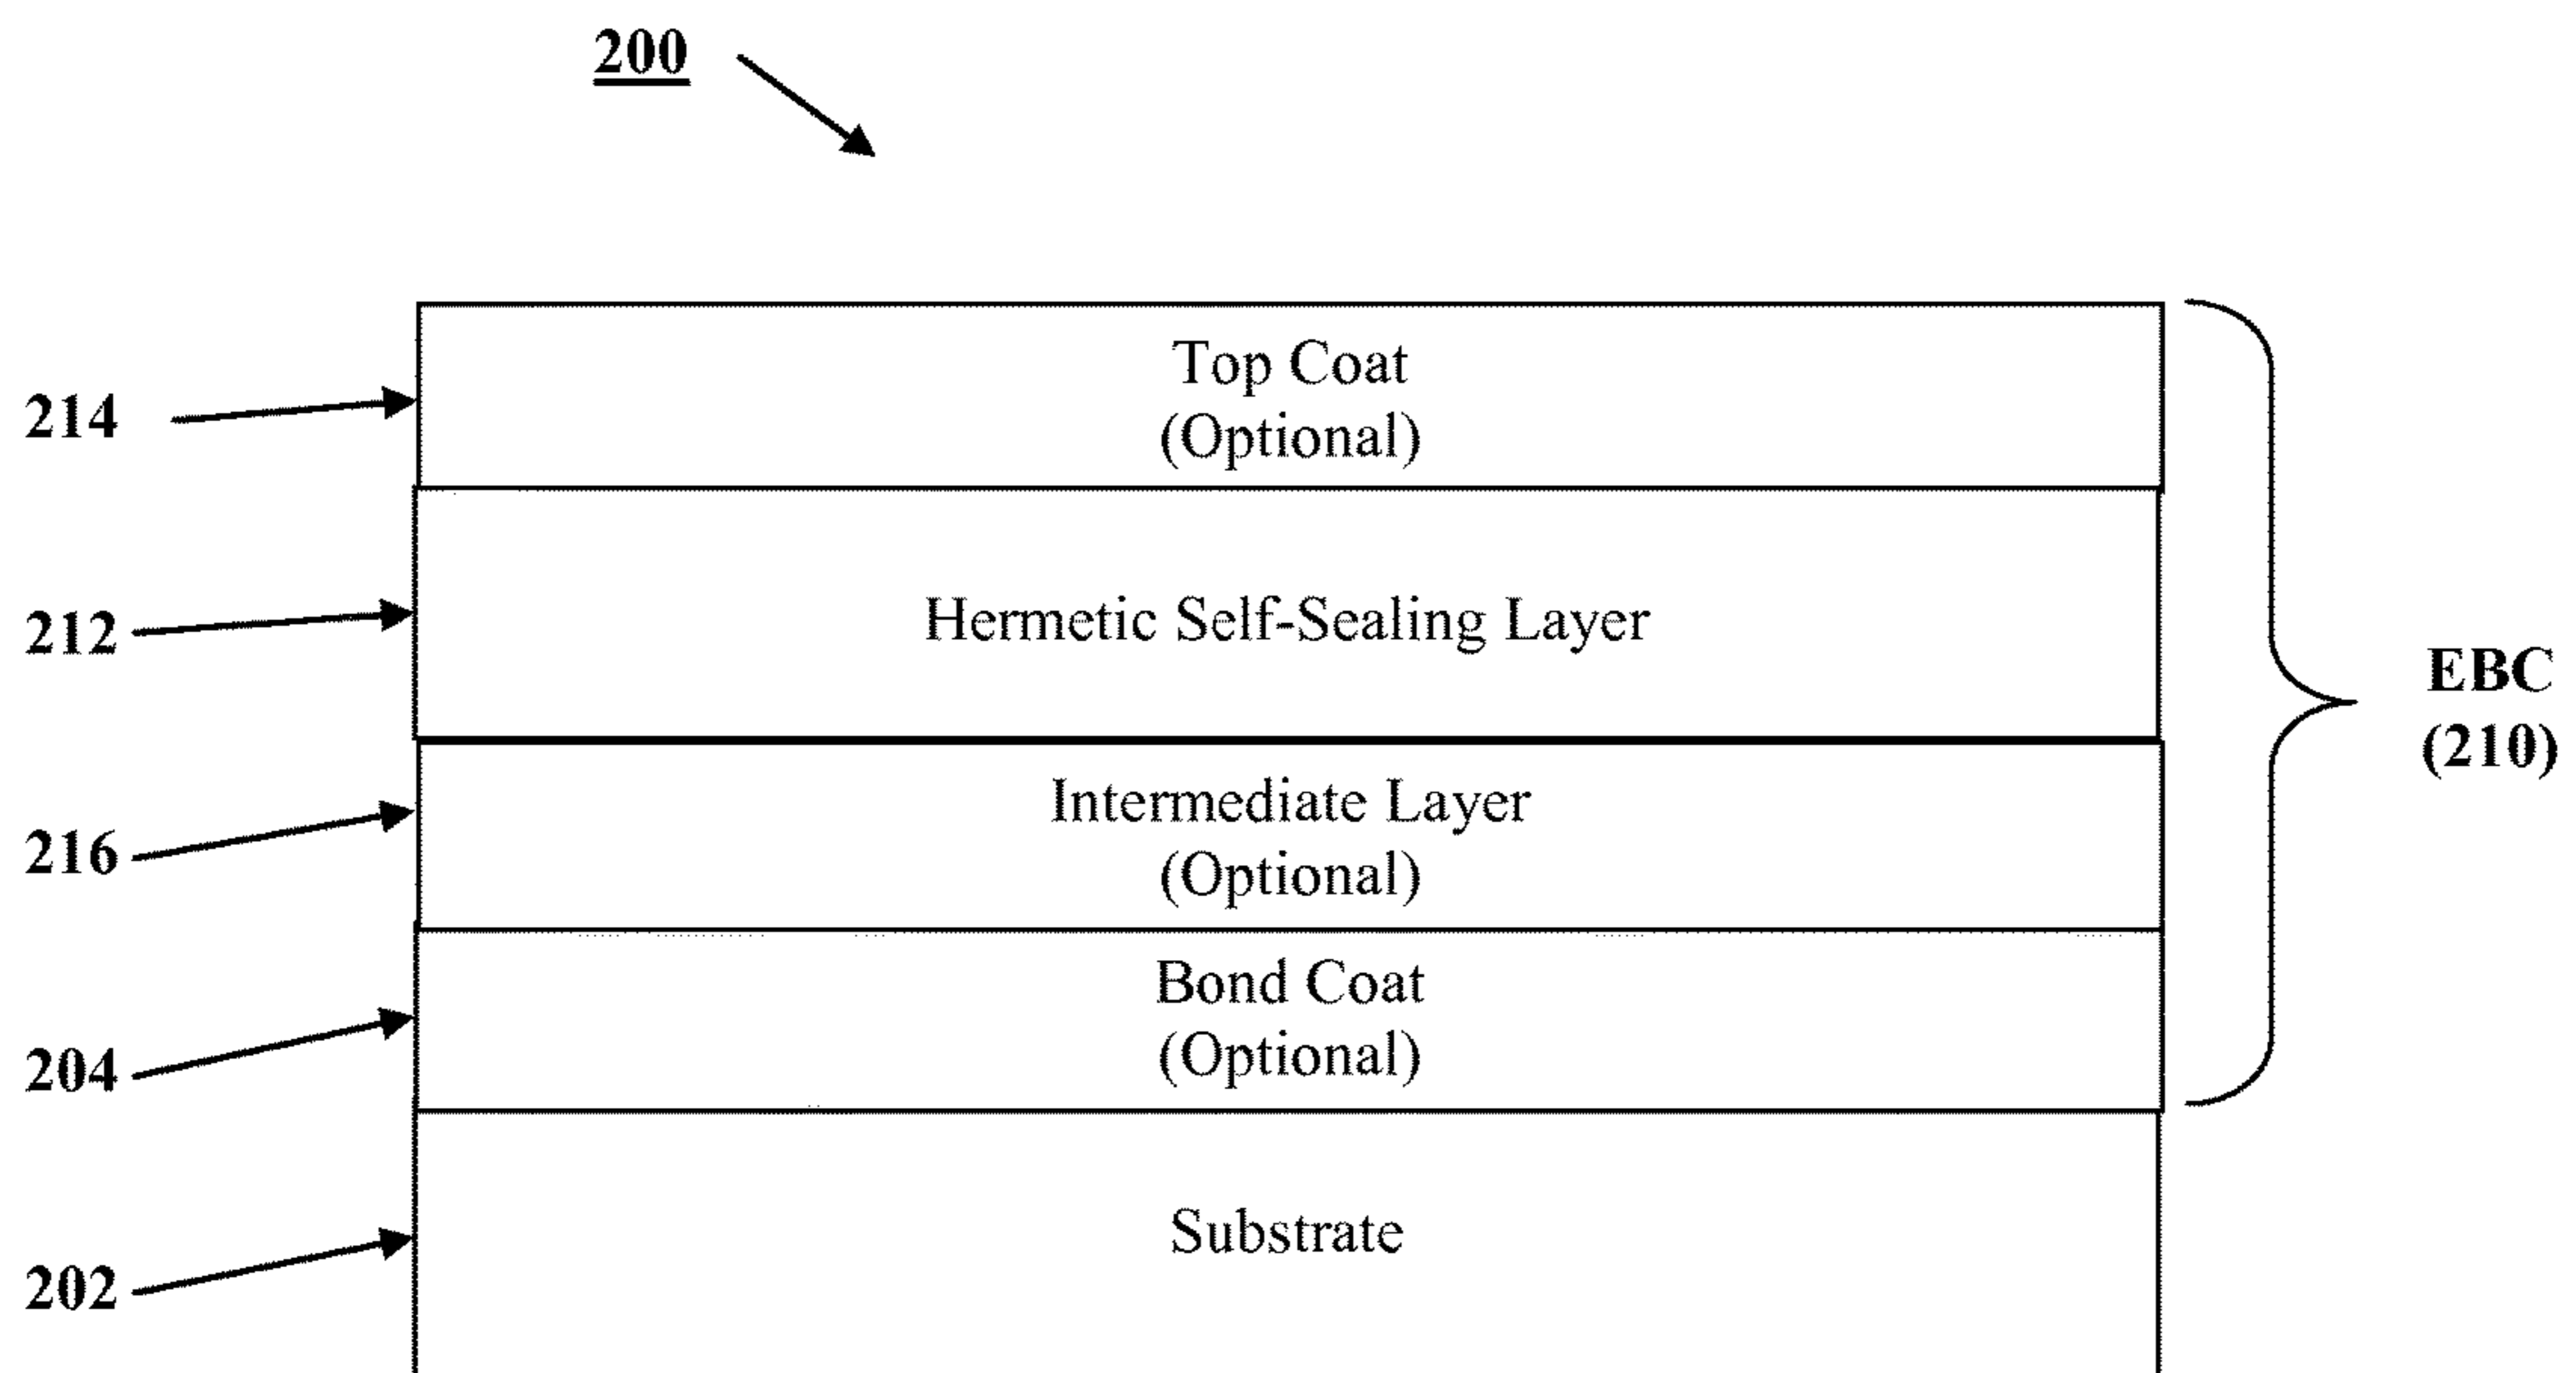 200
Top Coat
(Optional)
214
Hermetic Self-Sealing Layer
212
EBC
(210)
Intermediate Layer
(Optional)
216
Bond Coat
(Optional)
204
Substrate
202